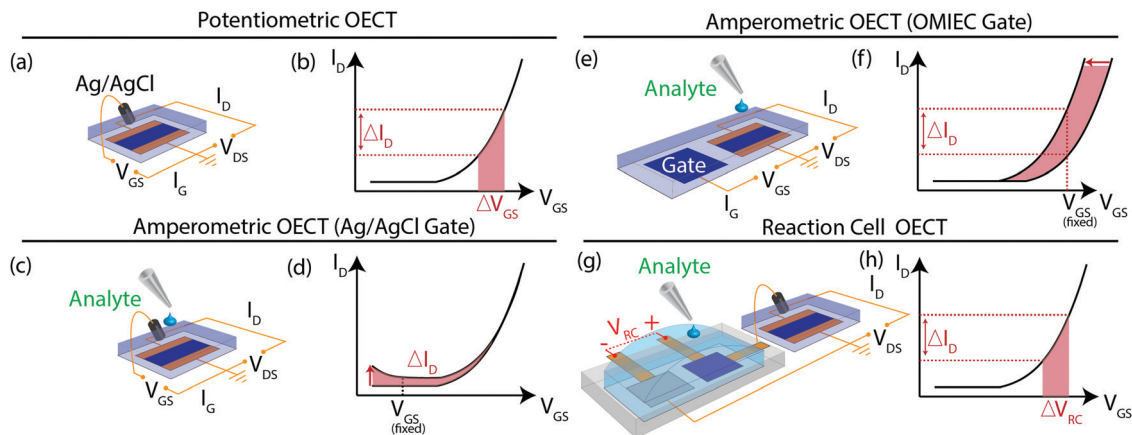 Potentiometric OECT
(a)
Ag/AgCl
I_D
V_DS
V_GS
I_G
(b)
I_D
ΔI_D
V_GS
ΔV_GS
Amperometric OECT (Ag/AgCl Gate)
(c)
Analyte
I_D
V_DS
V_GS
I_G
(d)
I_D
ΔI_D
V_GS
(fixed)
V_GS
Amperometric OECT (OMIEC Gate)
(e)
Analyte
I_D
V_DS
Gate
V_GS
I_G
(f)
I_D
ΔI_D
V_GS V_GS
(fixed)
Reaction Cell OECT
(g)
Analyte
- V_RC +
I_D
V_DS
(h)
I_D
ΔI_D
V_GS
ΔV_RC